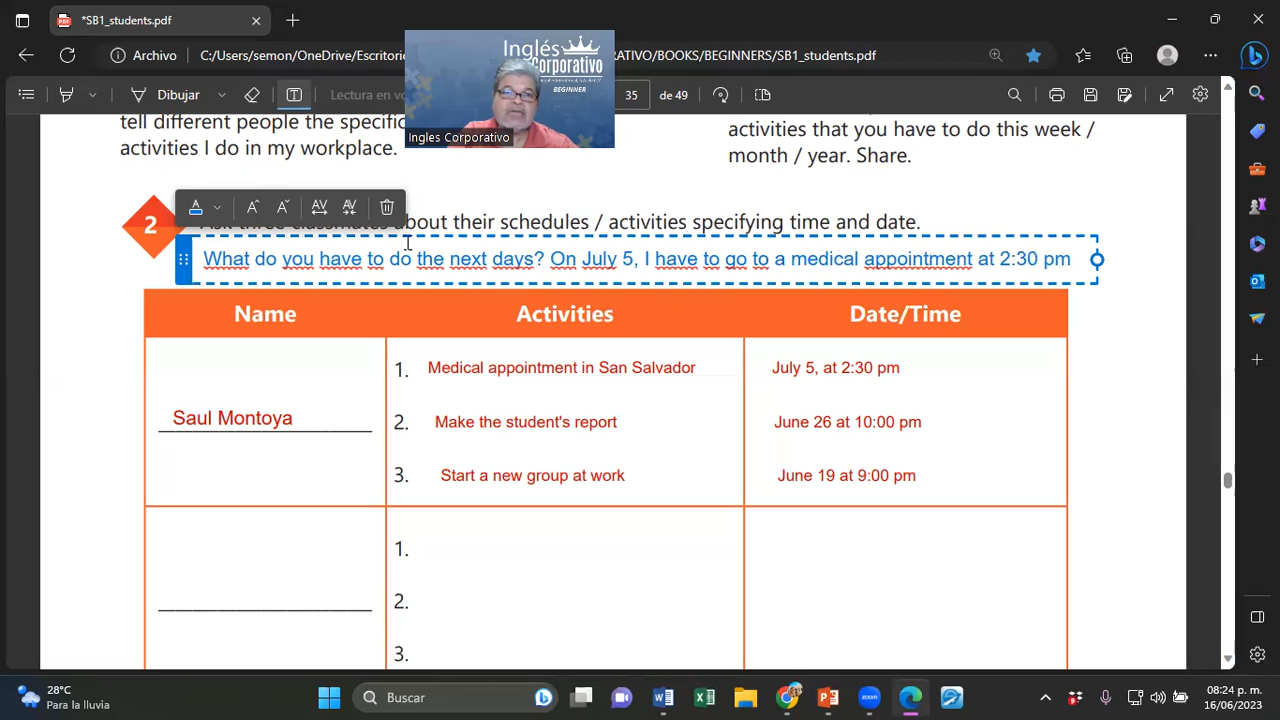 *SB1_students.pdf
Archivo
C:/Users/semon/OneDrive/Escritorio
ORATIVO/BOOKS/BEGINNERS/SB1_students.pdf
Dibujar
Lectura en vo
35
de 49
Inglés
Corporativo
BEGINNER
Ingles Corporativo
tell different people the specific
activities I do in my workplace.
activities that you have to do this week /
month / year. Share.
2
Ask three classmates about their schedules / activities specifying time and date.
What do you have to do the next days? On July 5, I have to go to a medical appointment at 2:30 pm
Name
Activities
Date/Time
Saul Montoya
1. Medical appointment in San Salvador
July 5, at 2:30 pm
2. Make the student's report
June 26 at 10:00 pm
3. Start a new group at work
June 19 at 9:00 pm
1.
2.
3.
28°C
Para la lluvia
Buscar
08:24 p. m.
16/06/2023